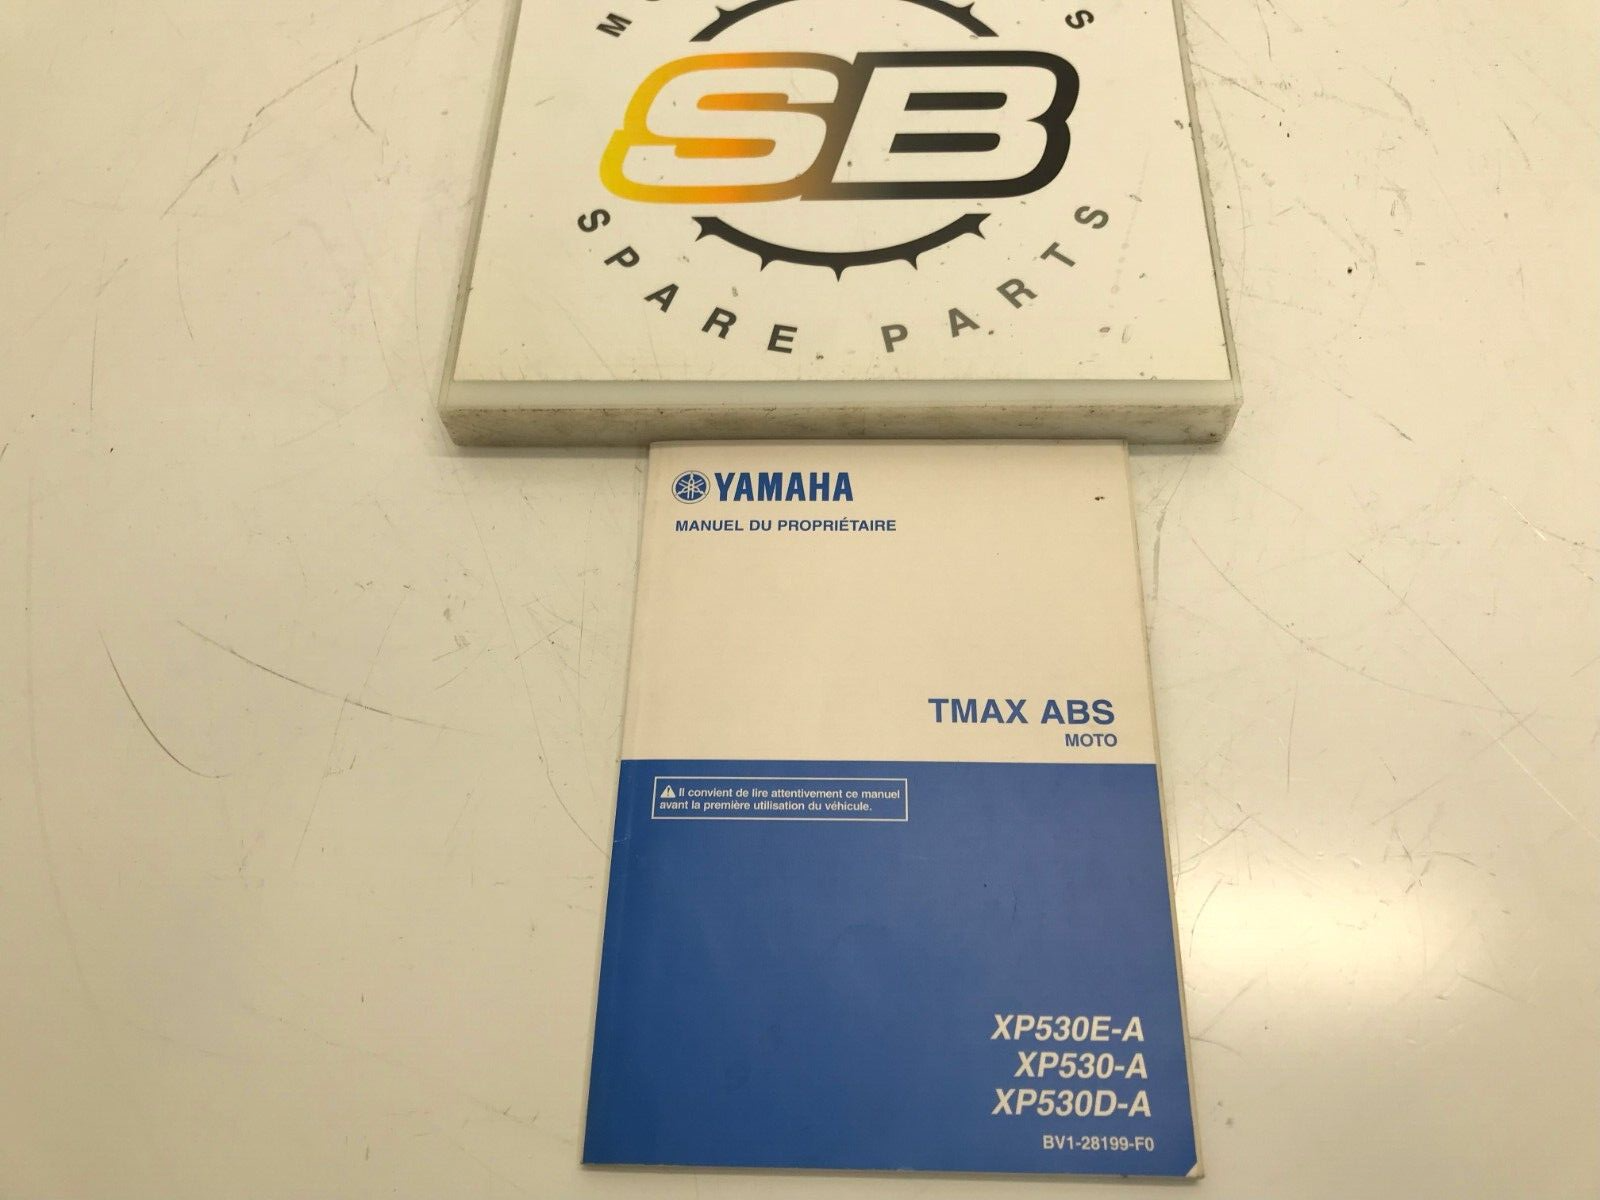 SB
SPARE PARTS
YAMAHA
MANUEL DU PROPRIÉTAIRE
TMAX ABS
MOTO
Il convient de lire attentivement ce manuel
avant la première utilisation du véhicule.
XP530E-A
XP530-A
XP530D-A
BV1-28199-F0